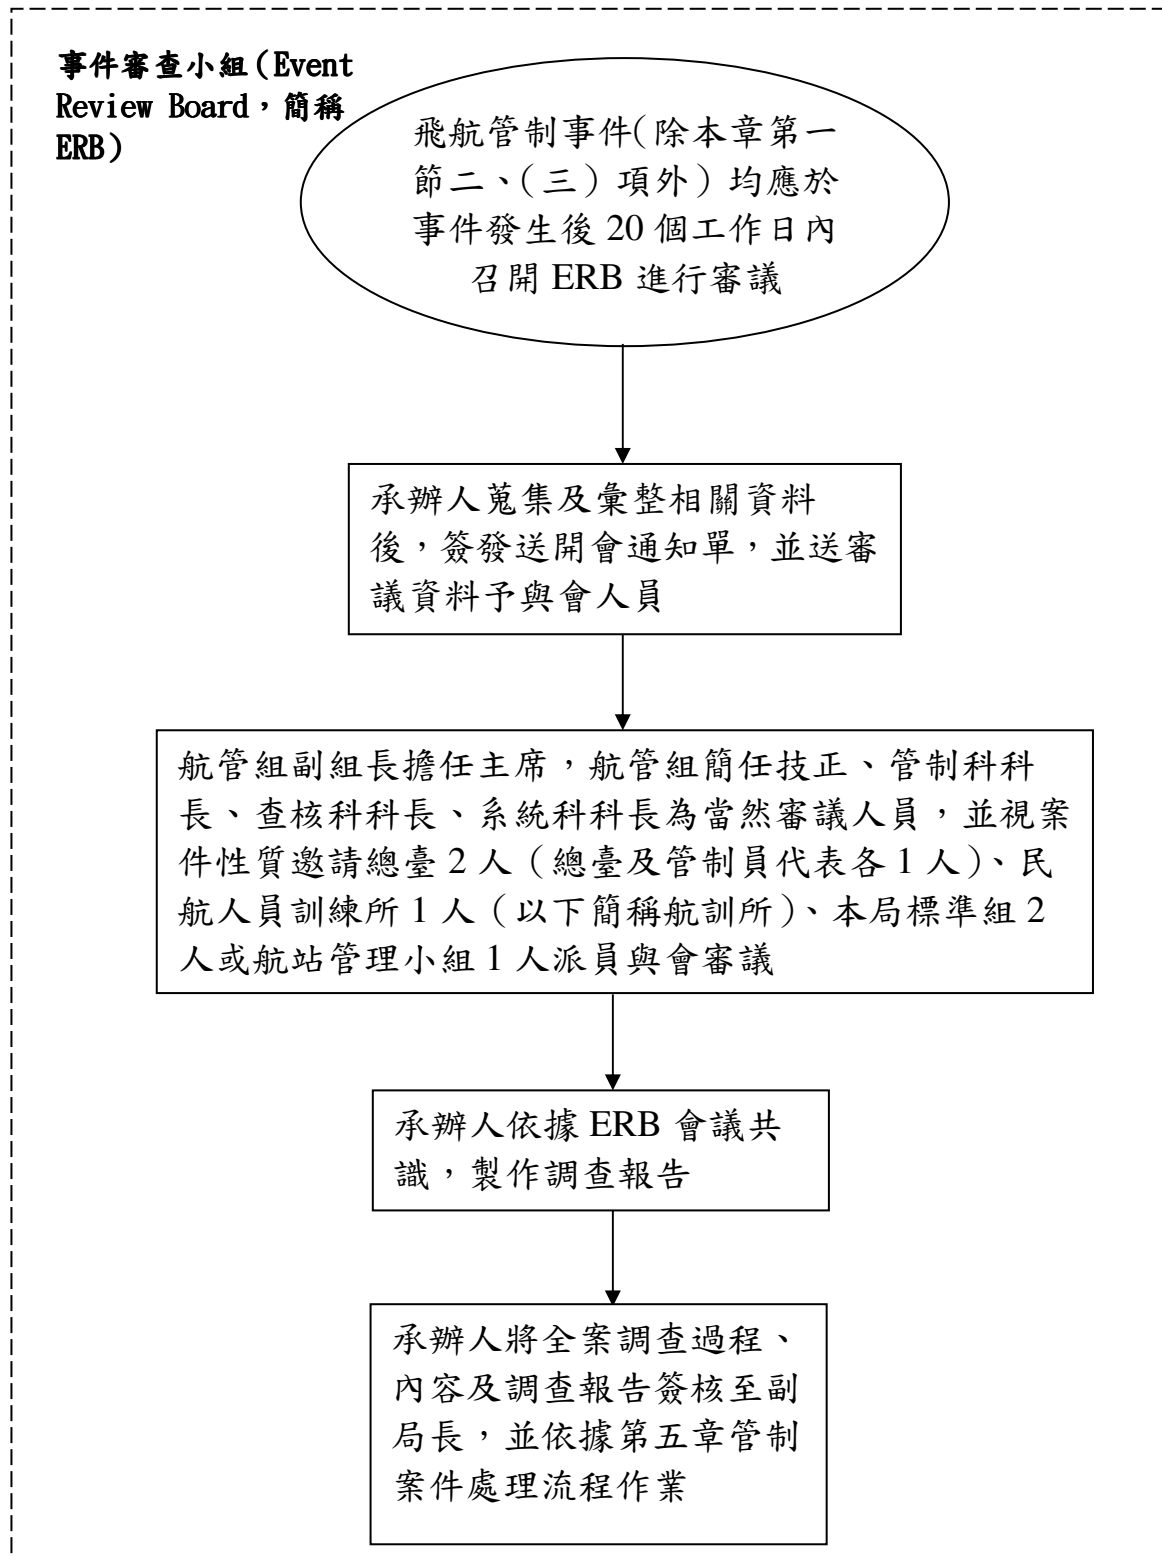 事件審查小組(Event
Review Board，簡稱
ERB)
飛航管制事件(除本章第一
節二、(三) 項外) 均應於
事件發生後 20 個工作日內
召開 ERB 進行審議
承辦人蒐集及彙整相關資料
後，簽發送開會通知單，並送審
議資料予與會人員
航管組副組長擔任主席，航管組簡任技正、管制科科
長、查核科科長、系統科科長為當然審議人員，並視案
件性質邀請總臺 2 人（總臺及管制員代表各 1 人）、民
航人員訓練所 1 人（以下簡稱航訓所）、本局標準組 2
人或航站管理小組 1 人派員與會審議
承辦人依據 ERB 會議共
識，製作調查報告
承辦人將全案調查過程、
內容及調查報告簽核至副
局長，並依據第五章管制
案件處理流程作業